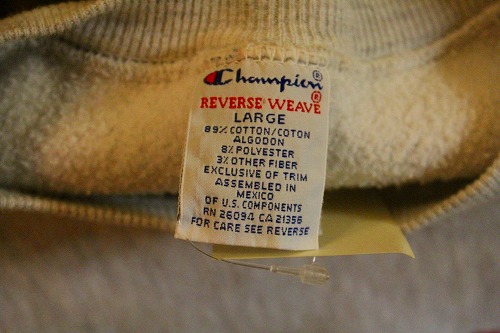 Champion®
REVERSE WEAVE®
LARGE
89% COTTON/COTON
ALGODON
8% POLYESTER
3% OTHER FIBER
EXCLUSIVE OF TRIM
ASSEMBLED IN
MEXICO
OF U.S. COMPONENTS
RN 26094 CA 21356
FOR CARE SEE REVERSE